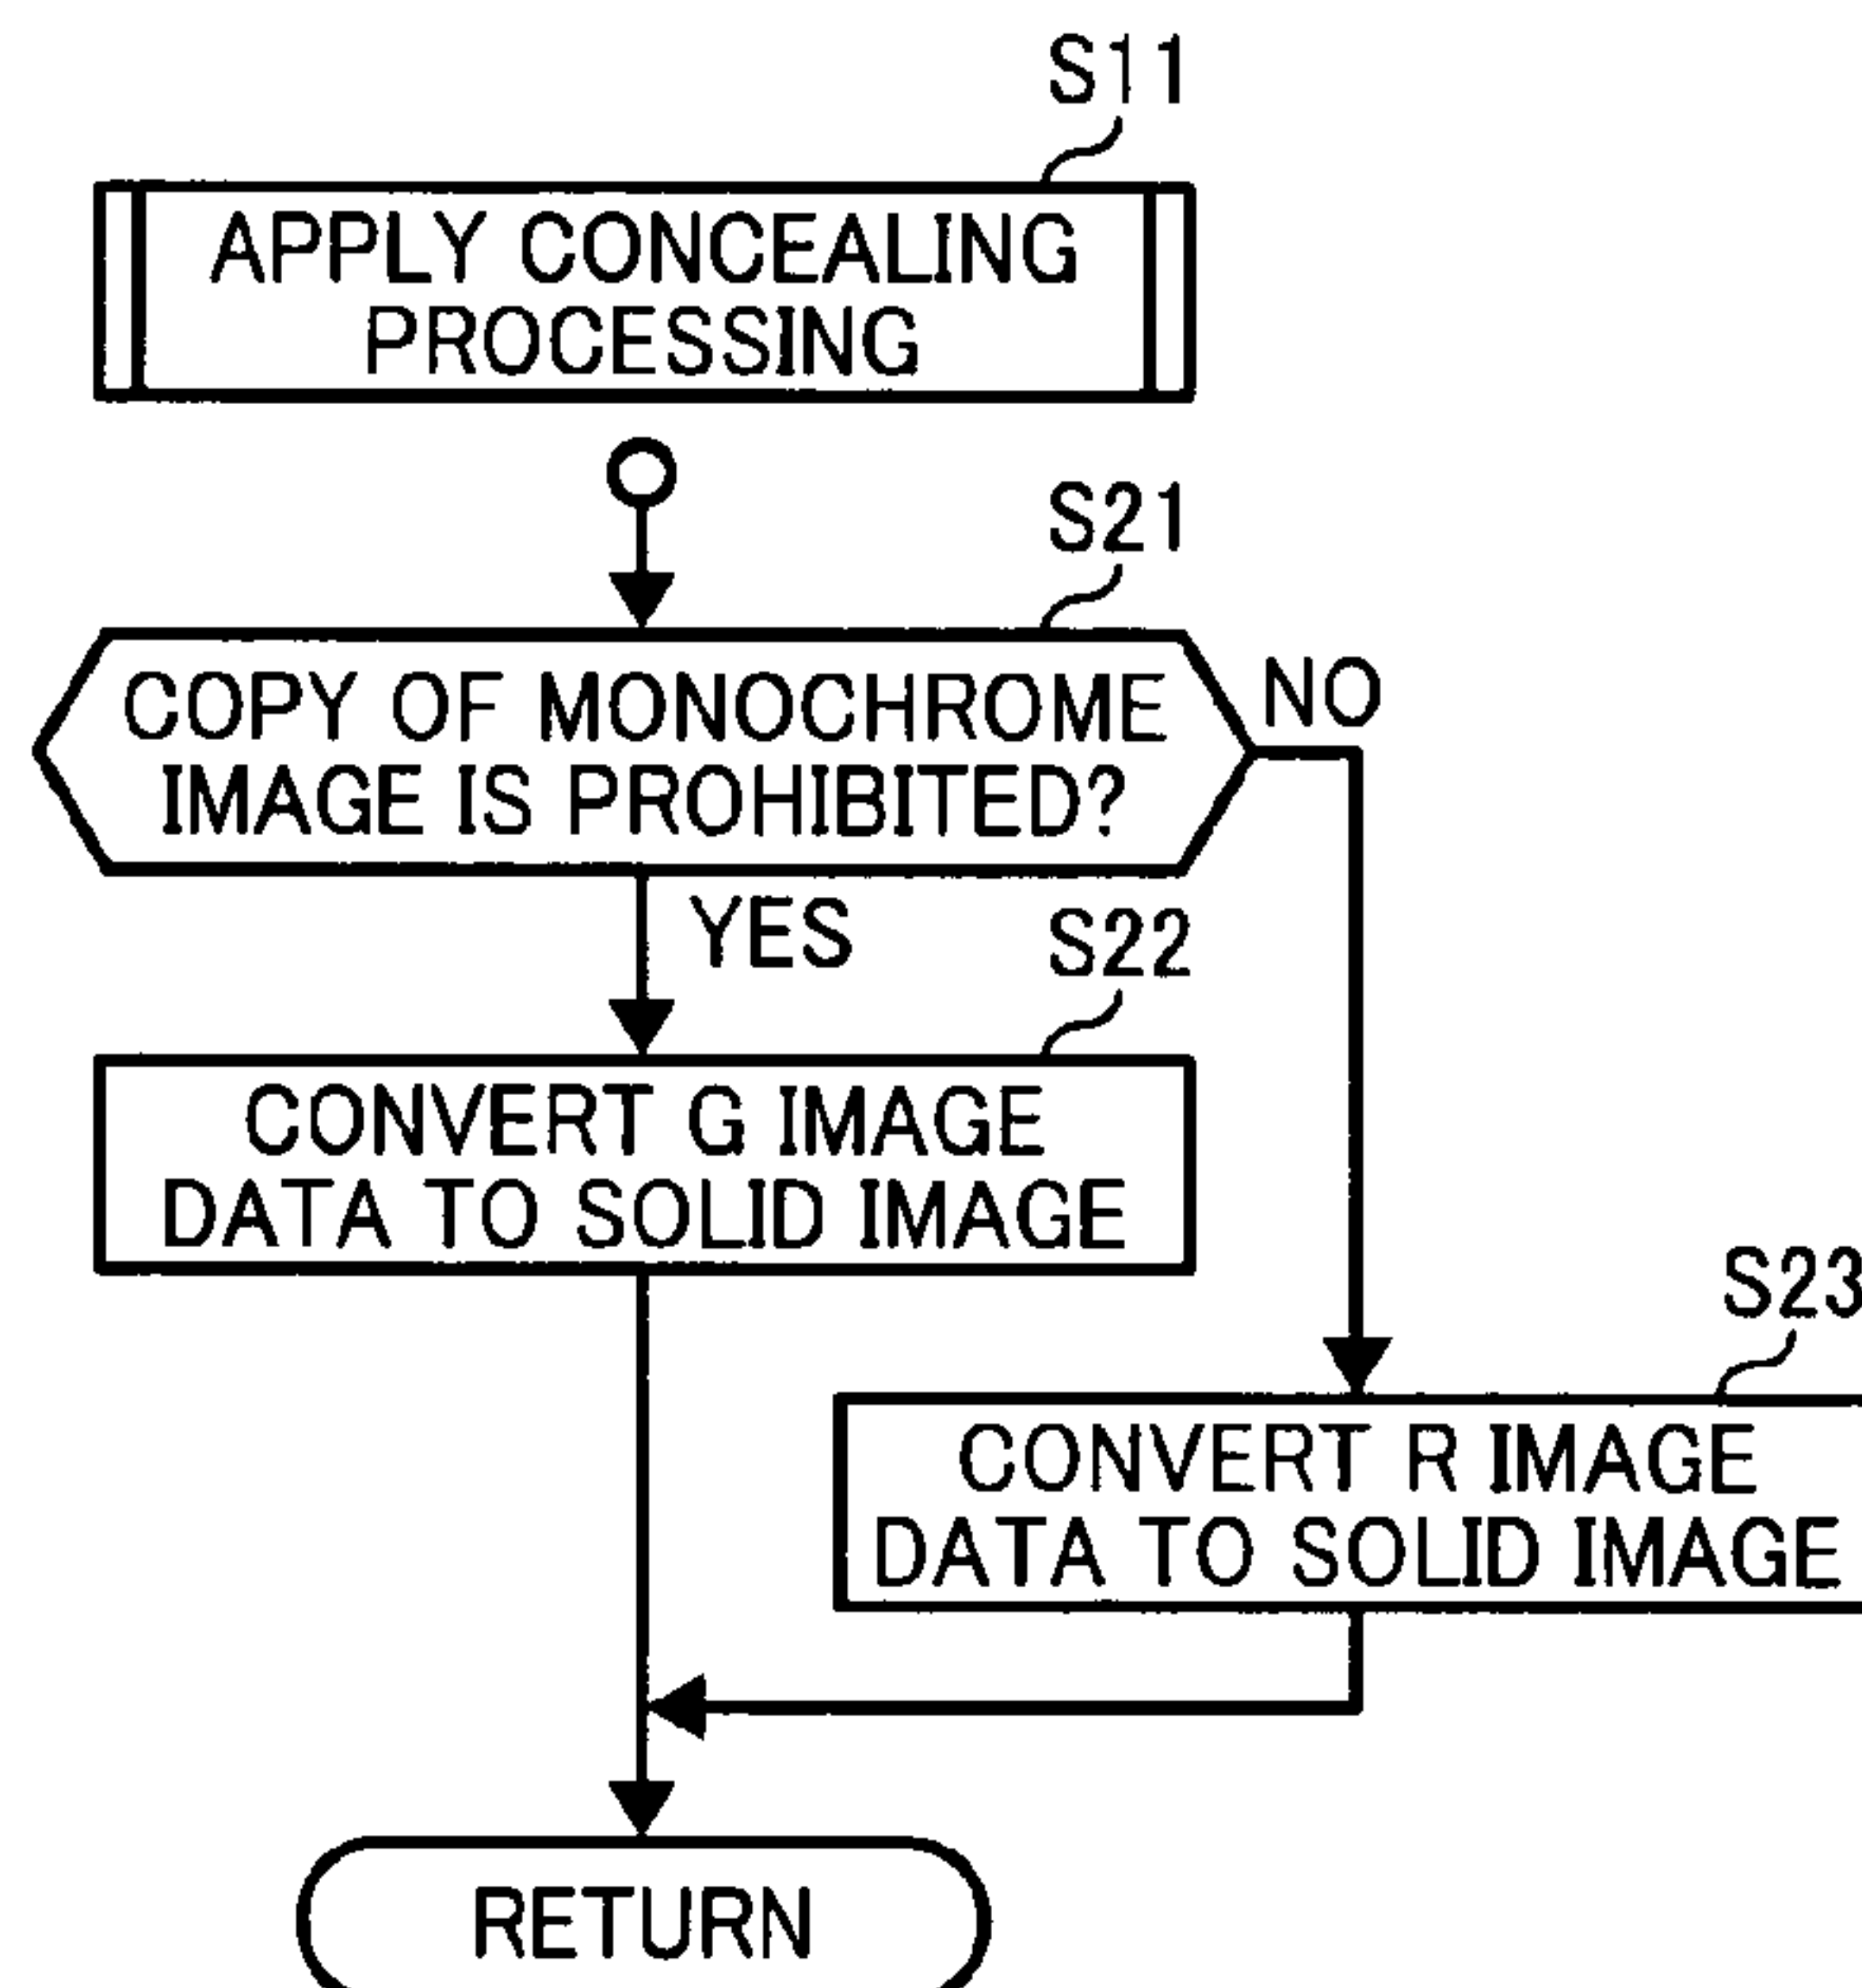 S11
APPLY CONCEALING
PROCESSING
S21
COPY OF MONOCHROME
IMAGE IS PROHIBITED?
NO
YES
S22
CONVERT G IMAGE
DATA TO SOLID IMAGE
S23
CONVERT R IMAGE
DATA TO SOLID IMAGE
RETURN